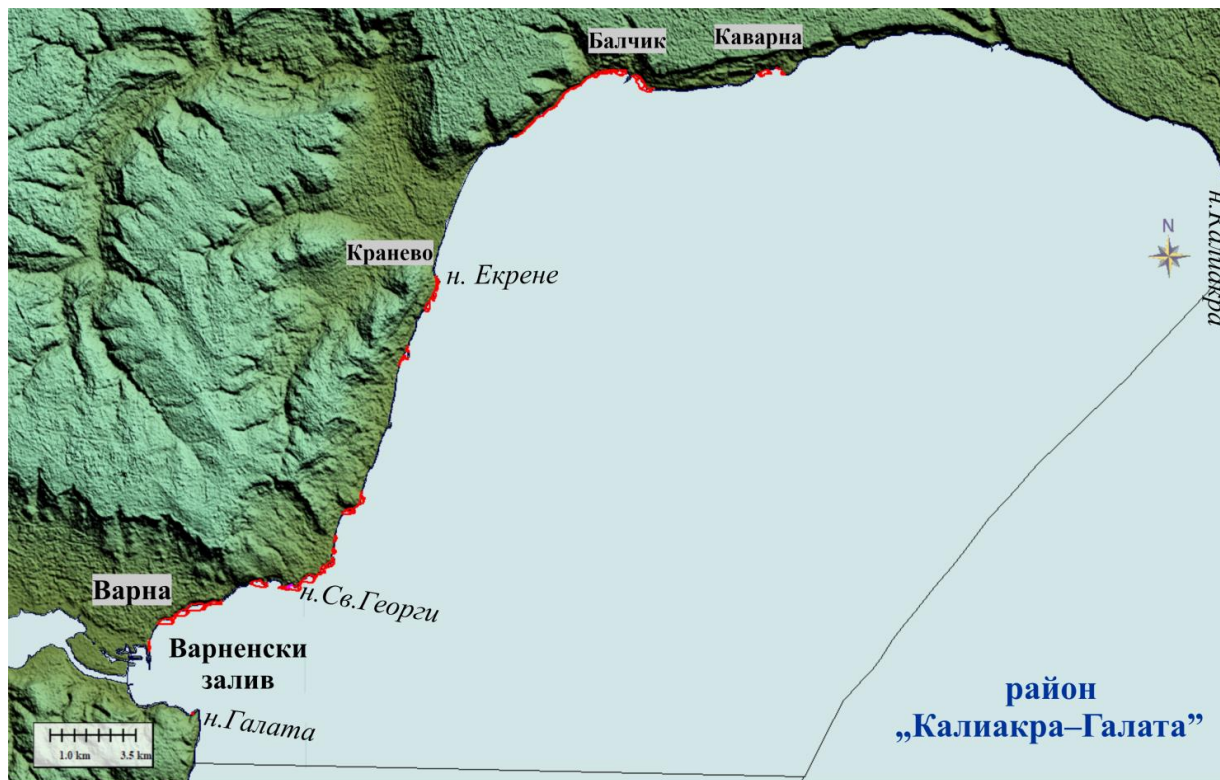 Балчик
Каварна
н.Калиакра
N
Кранево
н. Екрене
Варна
н.Св.Георги
Варненски
залив
н.Галата
район
„Калиакра–Галата”
1.0 km 3.5 km